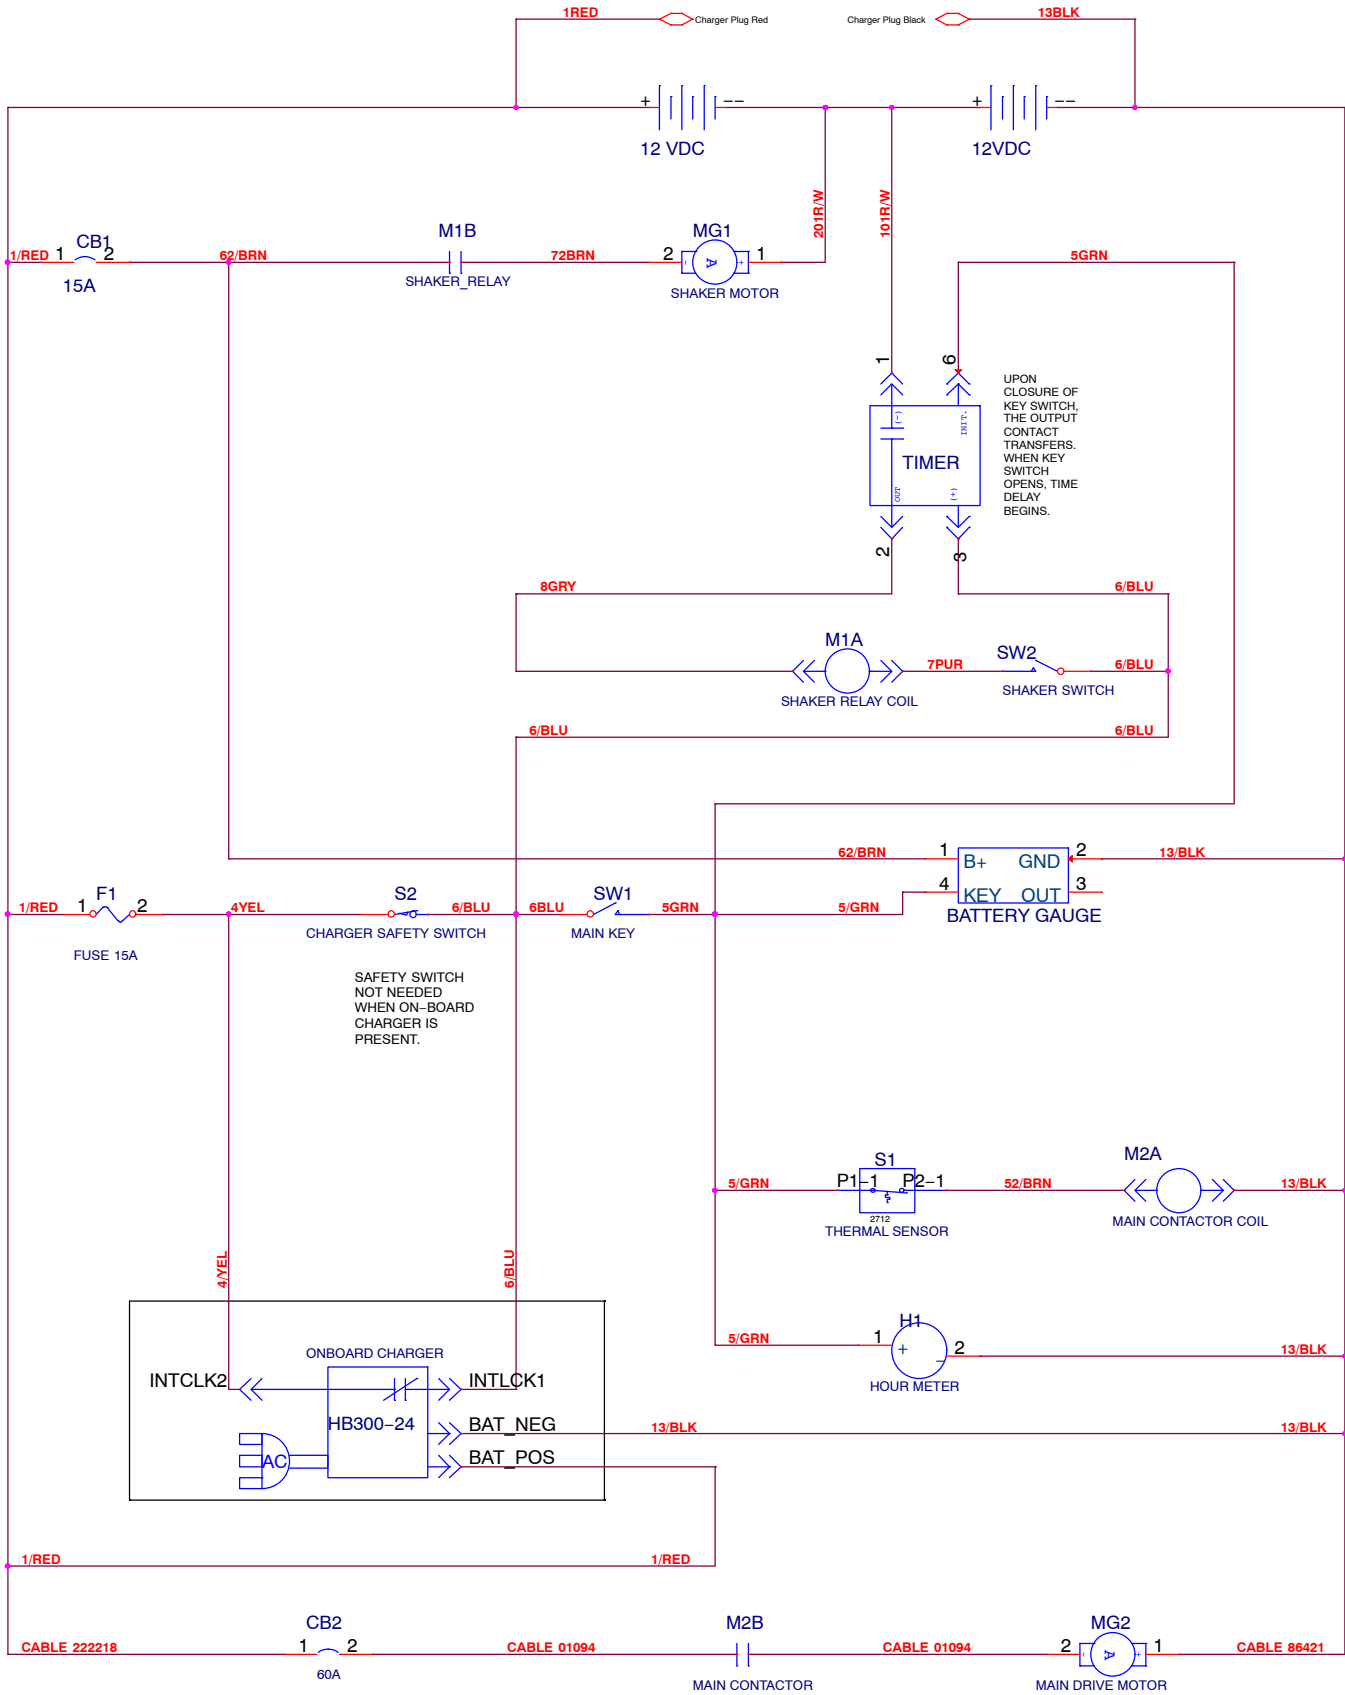 1RED
Charger Plug Red
Charger Plug Black
13BLK
+
--
+
--
12 VDC
12VDC
201R/W
101R/W
1/RED
1
CB1
2
15A
62/BRN
M1B
SHAKER_RELAY
72BRN
MG1
2
-
A
+
1
SHAKER MOTOR
5GRN
1
6
(-)
INIT.
TIMER
OUT
(+)
2
3
UPON
CLOSURE OF
KEY SWITCH,
THE OUTPUT
CONTACT
TRANSFERS.
WHEN KEY
SWITCH
OPENS, TIME
DELAY
BEGINS.
8GRY
6/BLU
M1A
SHAKER RELAY COIL
7PUR
SW2
SHAKER SWITCH
6/BLU
6/BLU
6/BLU
62/BRN
1
B+
GND
2
13/BLK
4
KEY
OUT
3
BATTERY GAUGE
1/RED
1
F1
2
FUSE 15A
4YEL
S2
CHARGER SAFETY SWITCH
6/BLU
6BLU
SW1
MAIN KEY
5GRN
5/GRN
SAFETY SWITCH
NOT NEEDED
WHEN ON-BOARD
CHARGER IS
PRESENT.
5/GRN
S1
P1-1
P2-1
2712
THERMAL SENSOR
52/BRN
M2A
MAIN CONTACTOR COIL
13/BLK
4/YEL
6/BLU
5/GRN
H1
1
+
-
2
HOUR METER
13/BLK
ONBOARD CHARGER
INTCLK2
INTLCK1
HB300-24
BAT_NEG
13/BLK
13/BLK
AC
BAT_POS
1/RED
1/RED
CABLE 222218
CB2
1
2
60A
CABLE 01094
M2B
MAIN CONTACTOR
CABLE 01094
MG2
2
-
A
+
1
MAIN DRIVE MOTOR
CABLE 86421